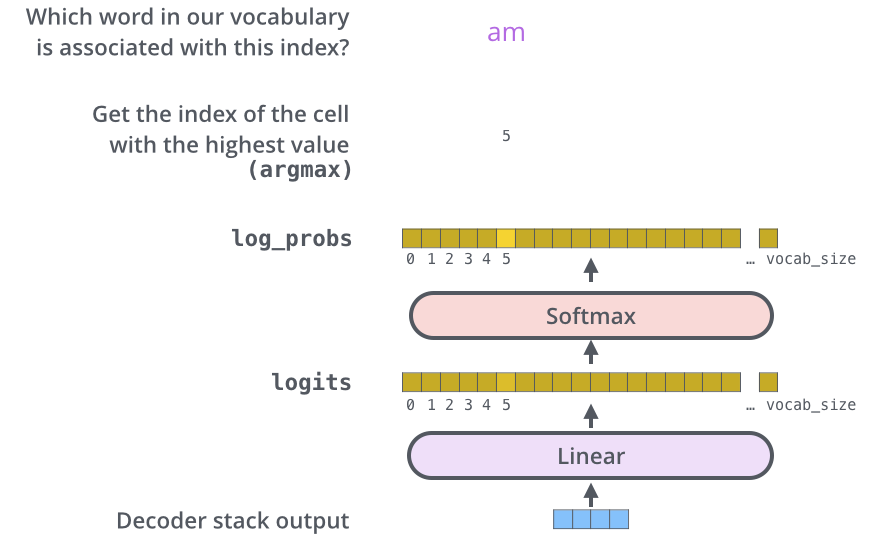 Which word in our vocabulary
is associated with this index?
am
Get the index of the cell
with the highest value
(argmax)
5
log_probs
0 1 2 3 4 5 … vocab_size
Softmax
logits
0 1 2 3 4 5 … vocab_size
Linear
Decoder stack output